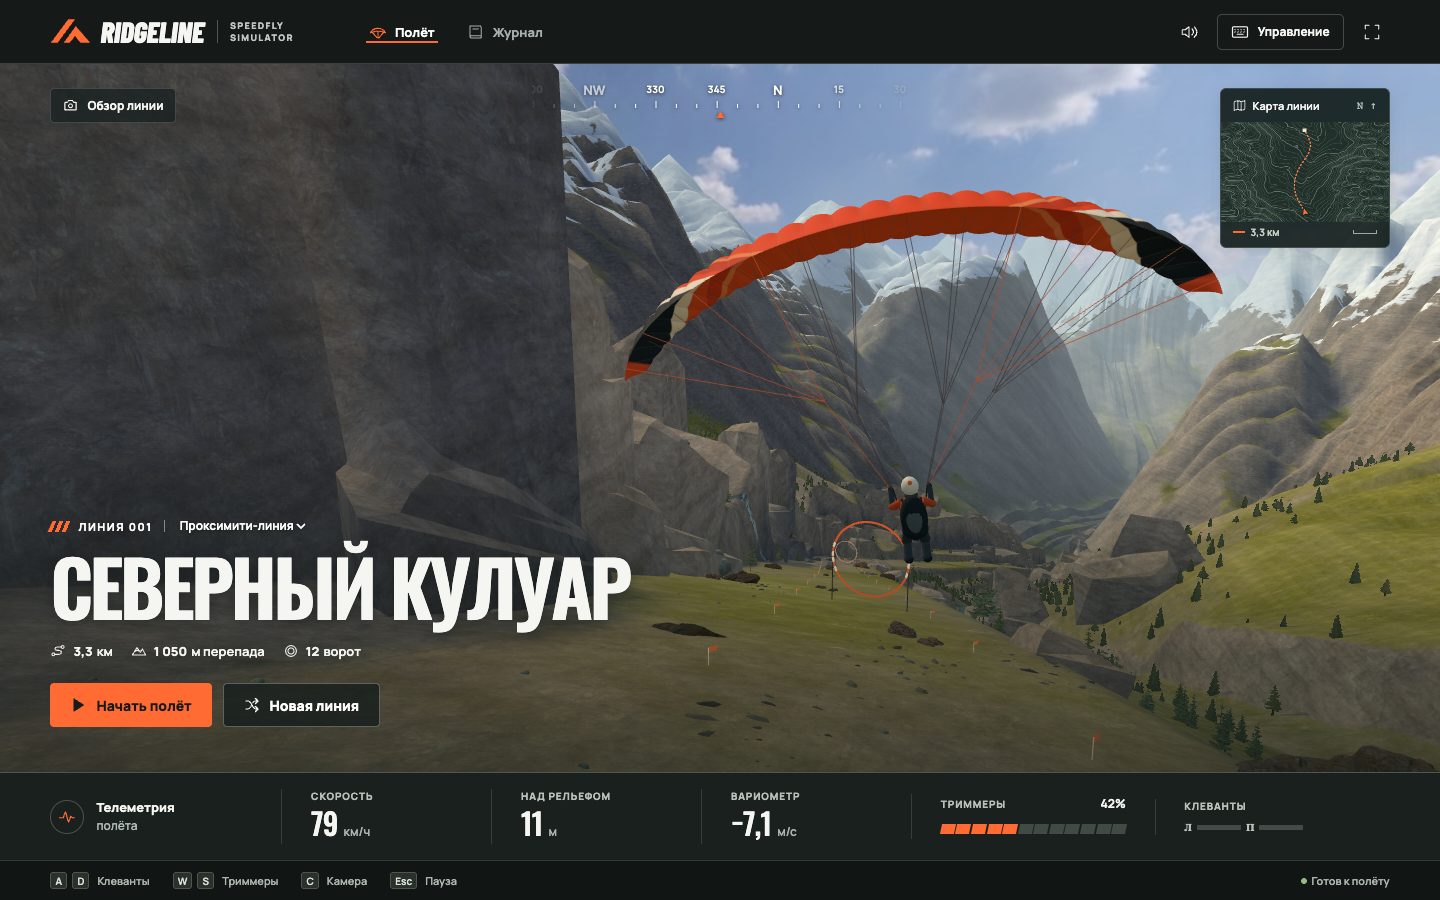 RIDGELINE
SPEEDFLY
SIMULATOR
Полёт
Журнал
Управление
Обзор линии
NW 330 345 N 15 30
Карта линии N ↑
3,3 км
ЛИНИЯ 001 Проксимити-линия
СЕВЕРНЫЙ КУЛУАР
3,3 км 1 050 м перепада 12 ворот
Начать полёт
Новая линия
Телеметрия
полёта
СКОРОСТЬ
79 км/ч
НАД РЕЛЬЕФОМ
11 м
ВАРИОМЕТР
−7,1 м/с
ТРИММЕРЫ 42%
КЛЕВАНТЫ
Л П
A D Клеванты W S Триммеры C Камера Esc Пауза
Готов к полёту